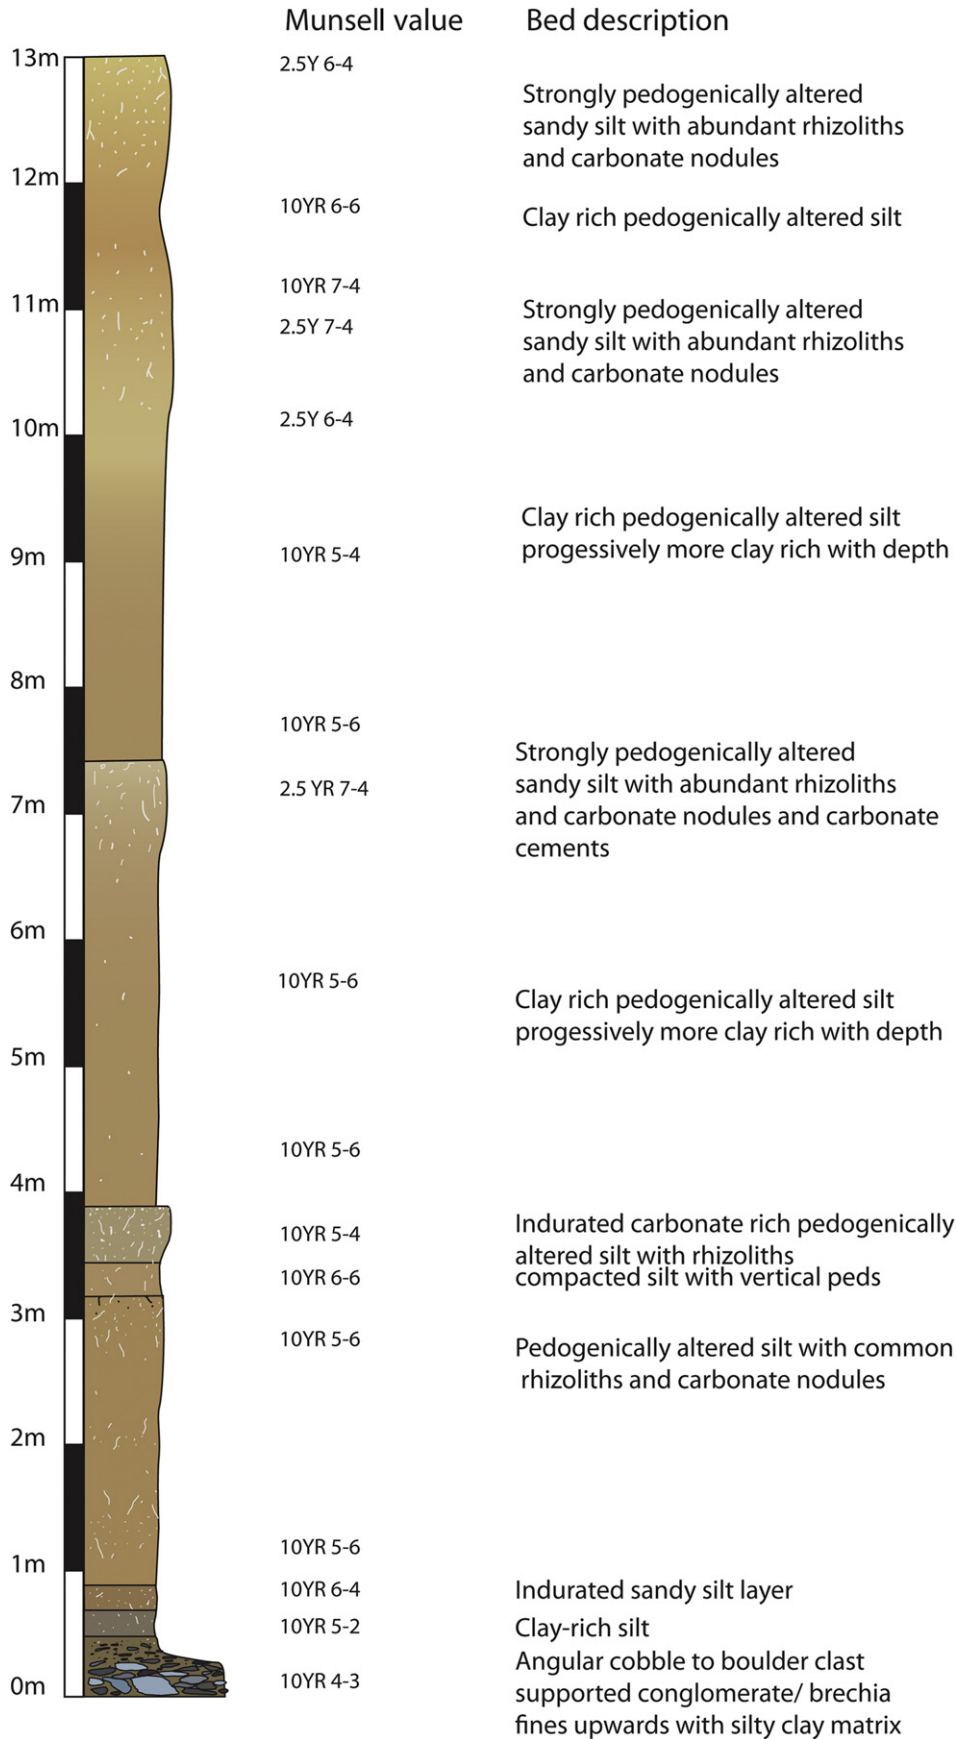 Munsell value
Bed description
13m
2.5Y 6-4
Strongly pedogenically altered
sandy silt with abundant rhizoliths
and carbonate nodules
12m
10YR 6-6
Clay rich pedogenically altered silt
10YR 7-4
11m
Strongly pedogenically altered
2.5Y 7-4
sandy silt with abundant rhizoliths
and carbonate nodules
10m
2.5Y 6-4
Clay rich pedogenically altered silt
progessively more clay rich with depth
9m
10YR 5-4
8m
10YR 5-6
Strongly pedogenically altered
2.5 YR 7-4
sandy silt with abundant rhizoliths
7m
and carbonate nodules and carbonate
cements
6m
10YR 5-6
Clay rich pedogenically altered silt
progessively more clay rich with depth
5m
10YR 5-6
4m
Indurated carbonate rich pedogenically
10YR 5-4
altered silt with rhizoliths
10YR 6-6
compacted silt with vertical peds
3m
10YR 5-6
Pedogenically altered silt with common
rhizoliths and carbonate nodules
2m
10YR 5-6
1m
10YR 6-4
Indurated sandy silt layer
10YR 5-2
Clay-rich silt
Angular cobble to boulder clast
0m
10YR 4-3
supported conglomerate/ brechia
fines upwards with silty clay matrix